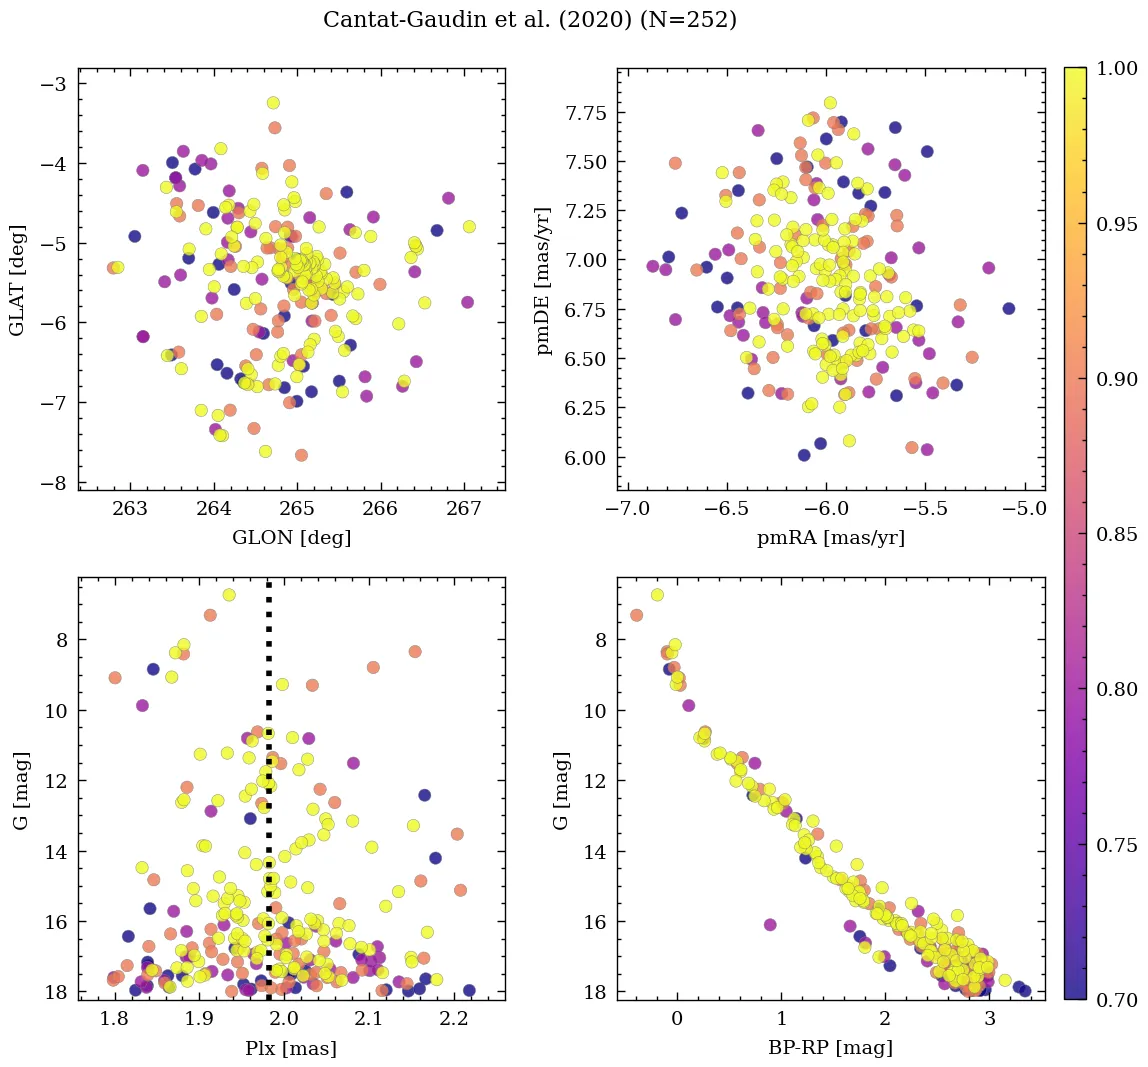 Cantat-Gaudin et al. (2020) (N=252)
−3
−4
−5
−6
−7
−8
GLAT [deg]
263 264 265 266 267
GLON [deg]
7.75
7.50
7.25
7.00
6.75
6.50
6.25
6.00
pmDE [mas/yr]
−7.0 −6.5 −6.0 −5.5 −5.0
pmRA [mas/yr]
1.00
0.95
0.90
0.85
0.80
0.75
0.70
8
10
12
14
16
18
G [mag]
1.8 1.9 2.0 2.1 2.2
Plx [mas]
8
10
12
14
16
18
G [mag]
0 1 2 3
BP-RP [mag]